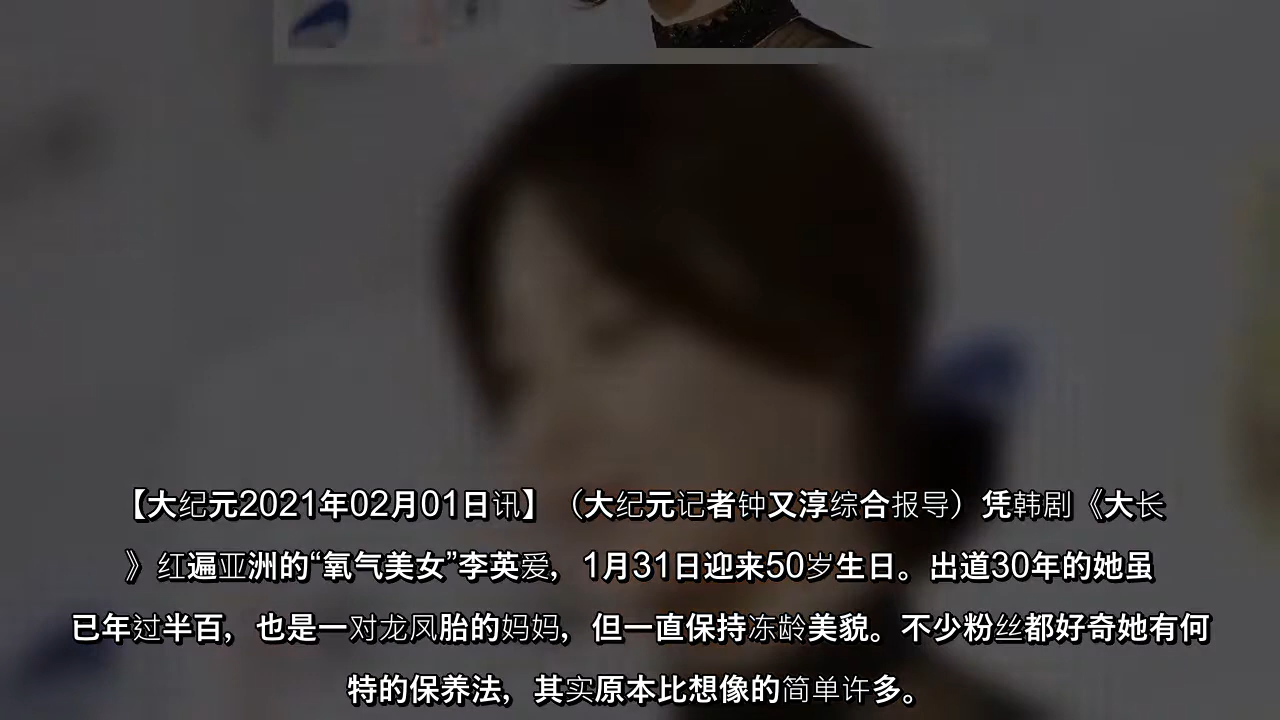 【大纪元2021年02月01日讯】（大纪元记者钟又淳综合报导）凭韩剧《大长
》红遍亚洲的“氧气美女”李英爱，1月31日迎来50岁生日。出道30年的她虽
已年过半百，也是一对龙凤胎的妈妈，但一直保持冻龄美貌。不少粉丝都好奇她有何
特的保养法，其实原本比想像的简单许多。